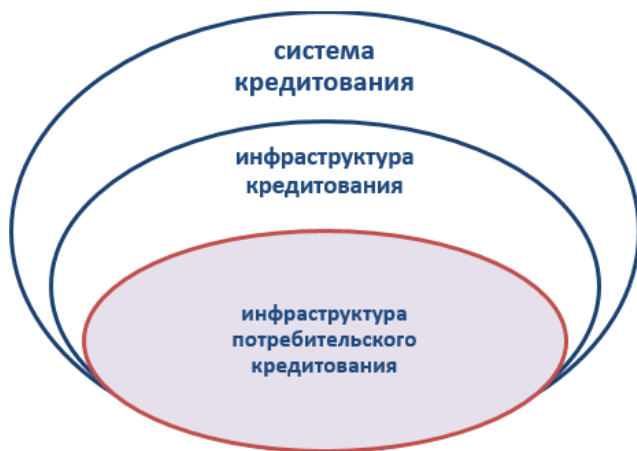 система
кредитования
инфраструктура
кредитования
инфраструктура
потребительского
кредитования